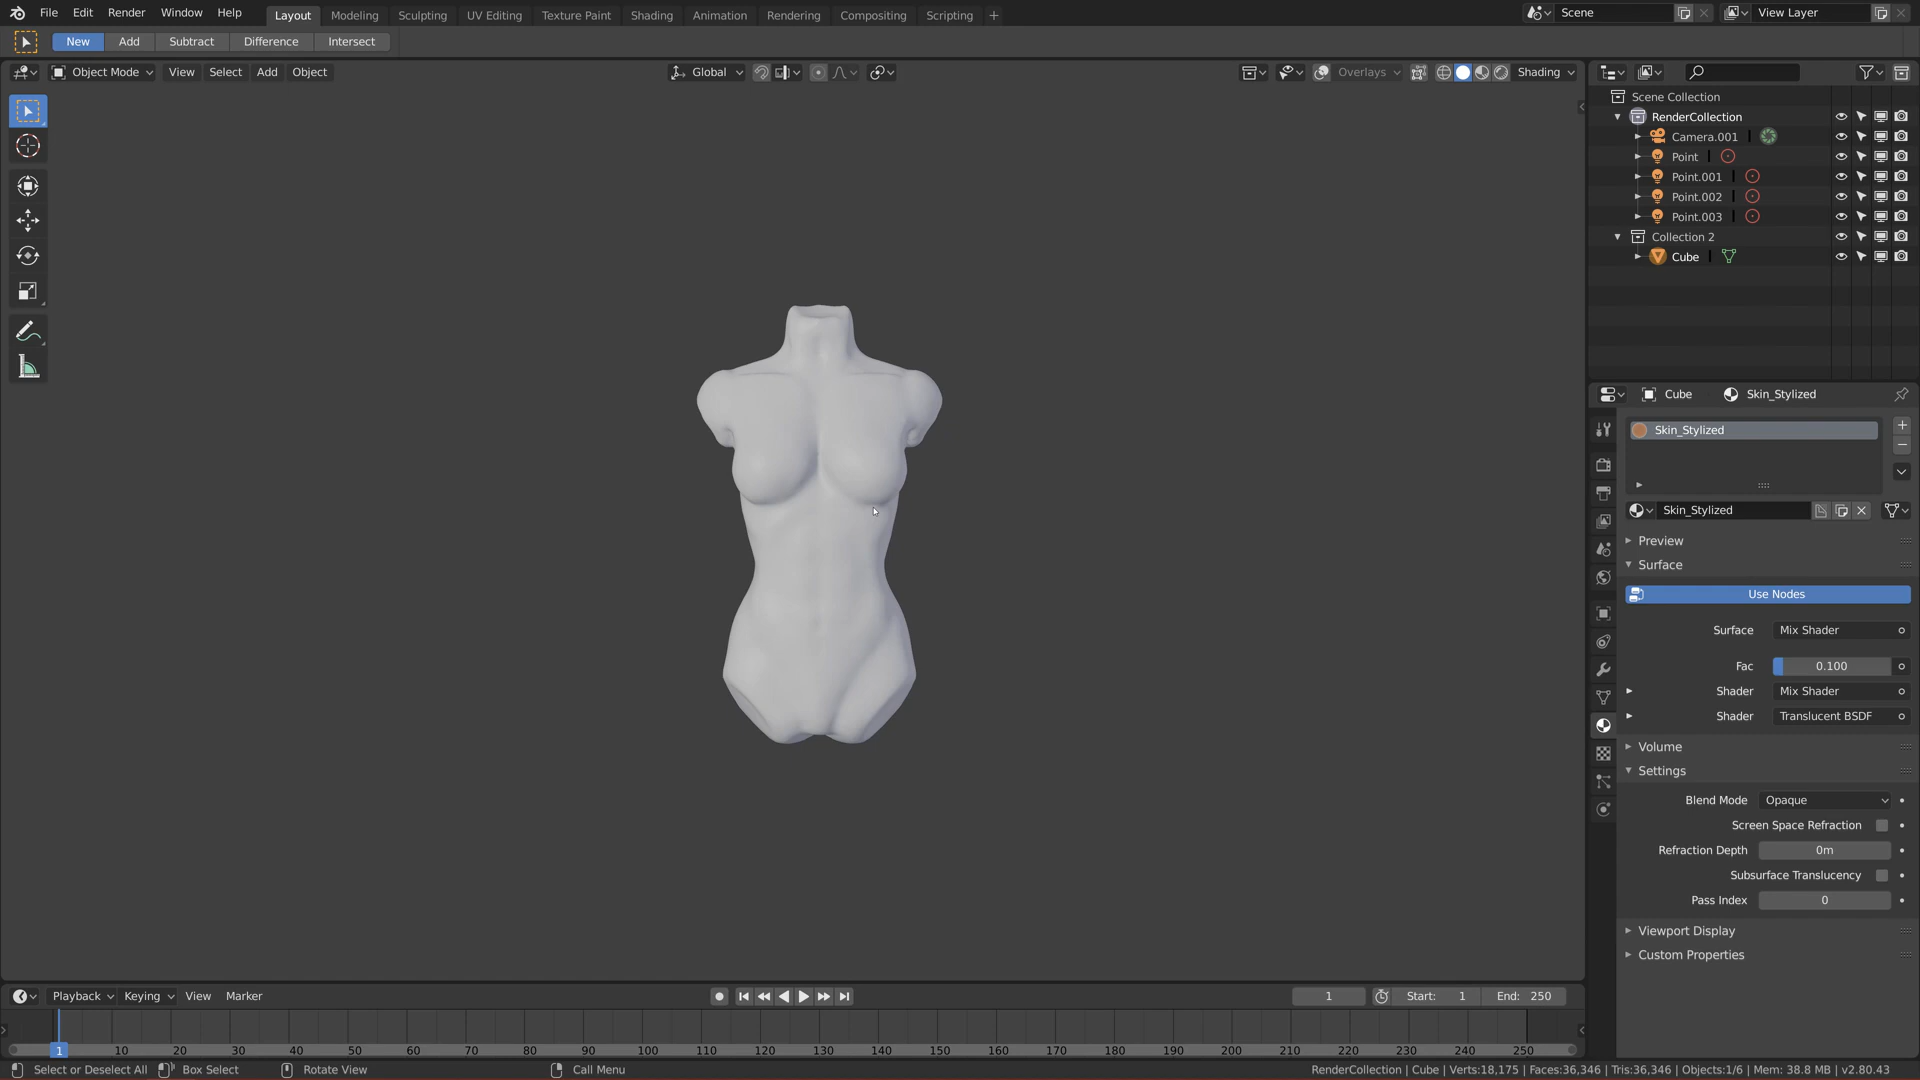 File Edit Render Window Help Layout Modeling Sculpting UV Editing Texture Paint Shading Animation Rendering Compositing Scripting + Scene View Layer
New Add Subtract Difference Intersect
Object Mode View Select Add Object Global Overlays Shading
Scene Collection
RenderCollection
Camera.001
Point
Point.001
Point.002
Point.003
Collection 2
Cube
Cube Skin_Stylized
Skin_Stylized
Skin_Stylized
Preview
Surface
Use Nodes
Surface Mix Shader
Fac 0.100
Shader Mix Shader
Shader Translucent BSDF
Volume
Settings
Blend Mode Opaque
Screen Space Refraction
Refraction Depth 0m
Subsurface Translucency
Pass Index 0
Viewport Display
Custom Properties
Playback Keying View Marker 1 Start: 1 End: 250
1 10 20 30 40 50 60 70 80 90 100 110 120 130 140 150 160 170 180 190 200 210 220 230 240 250
Select or Deselect All Box Select Rotate View Call Menu RenderCollection | Cube | Verts:18,175 | Faces:36,346 | Tris:36,346 | Objects:1/6 | Mem: 38.8 MB | v2.80.43